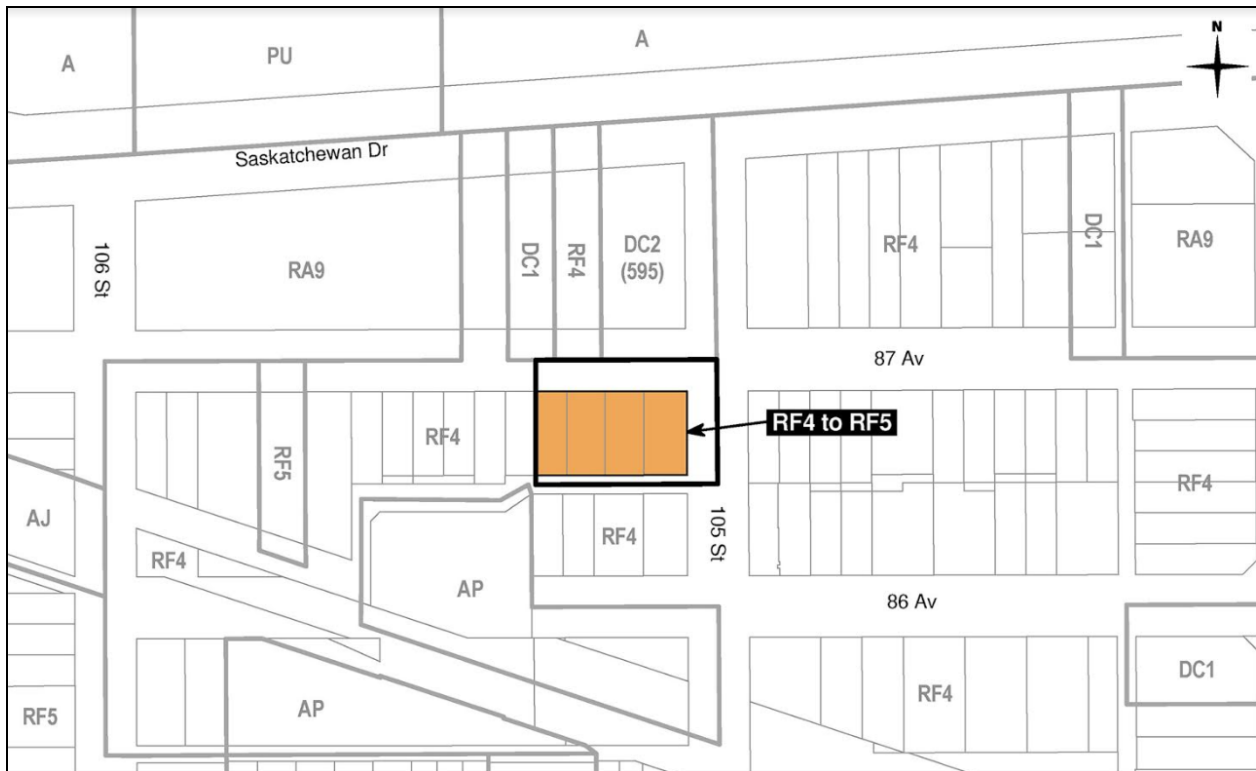 N
A
PU
A
Saskatchewan Dr
106 St
RA9
DC1
RF4
DC2
(595)
RF4
DC1
RA9
87 Av
RF4 to RF5
RF5
RF4
RF4
AJ
RF4
AP
RF4
105 St
86 Av
RF5
AP
RF4
DC1